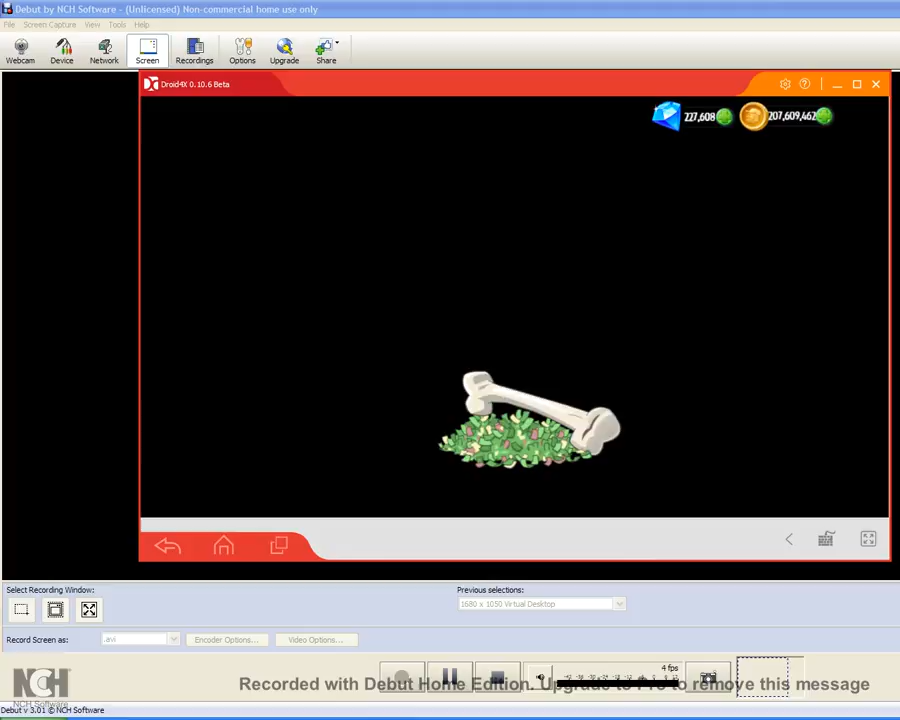 Debut by NCH Software - (Unlicensed) Non-commercial home use only
File Screen Capture View Tools Help
Webcam Device Network Screen Recordings Options Upgrade Share
Droid4X 0.10.6 Beta
227,608 207,609,462
Select Recording Window: Previous selections:
1680 x 1050 Virtual Desktop
Record Screen as: .avi Encoder Options... Video Options...
4 fps
NCH
NCH Software
Recorded with Debut Home Edition. Upgrade to Pro to remove this message
Debut v 3.01 © NCH Software